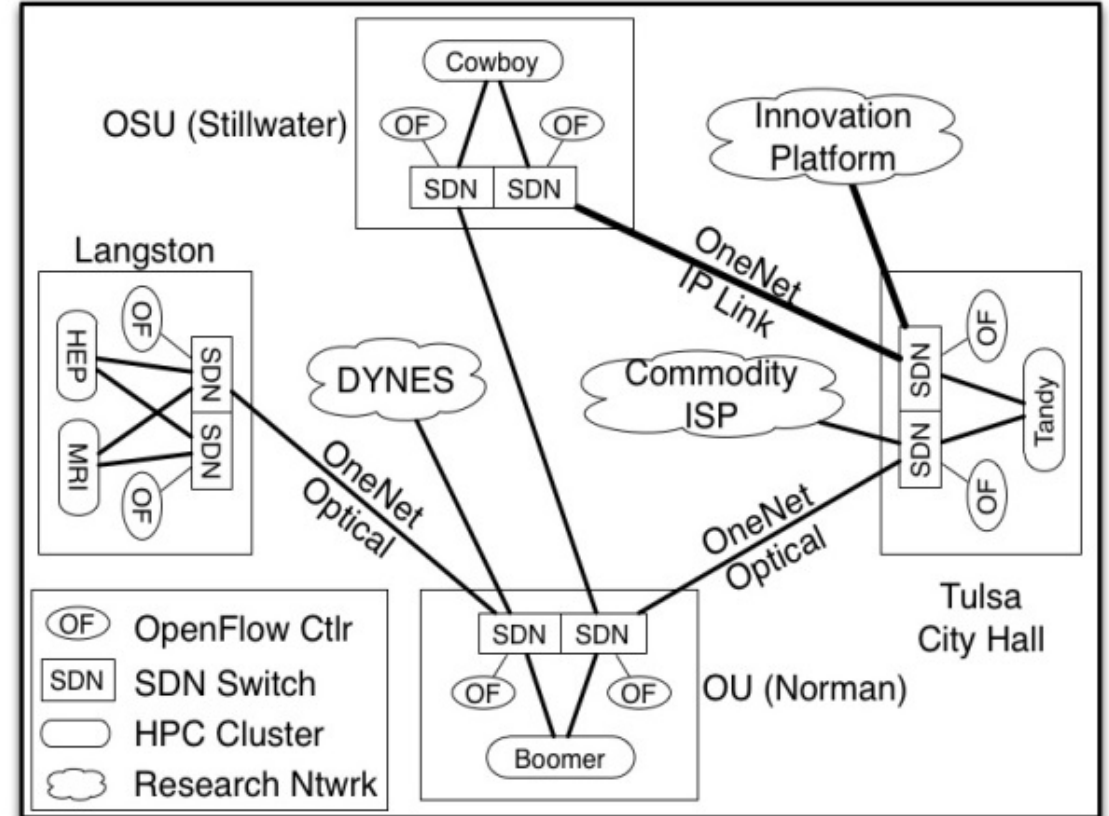 Cowboy
OSU (Stillwater)
OF
OF
SDN
SDN
Innovation
Platform
Langston
HEP
MRI
OF
SDN
SDN
OF
OneNet
IP Link
DYNES
Commodity
ISP
SDN
SDN
OF
OF
Tandy
OneNet
Optical
OneNet
Optical
Tulsa
City Hall
SDN
SDN
OF
OF
OU (Norman)
Boomer
OF OpenFlow Ctlr
SDN SDN Switch
HPC Cluster
Research Ntwrk